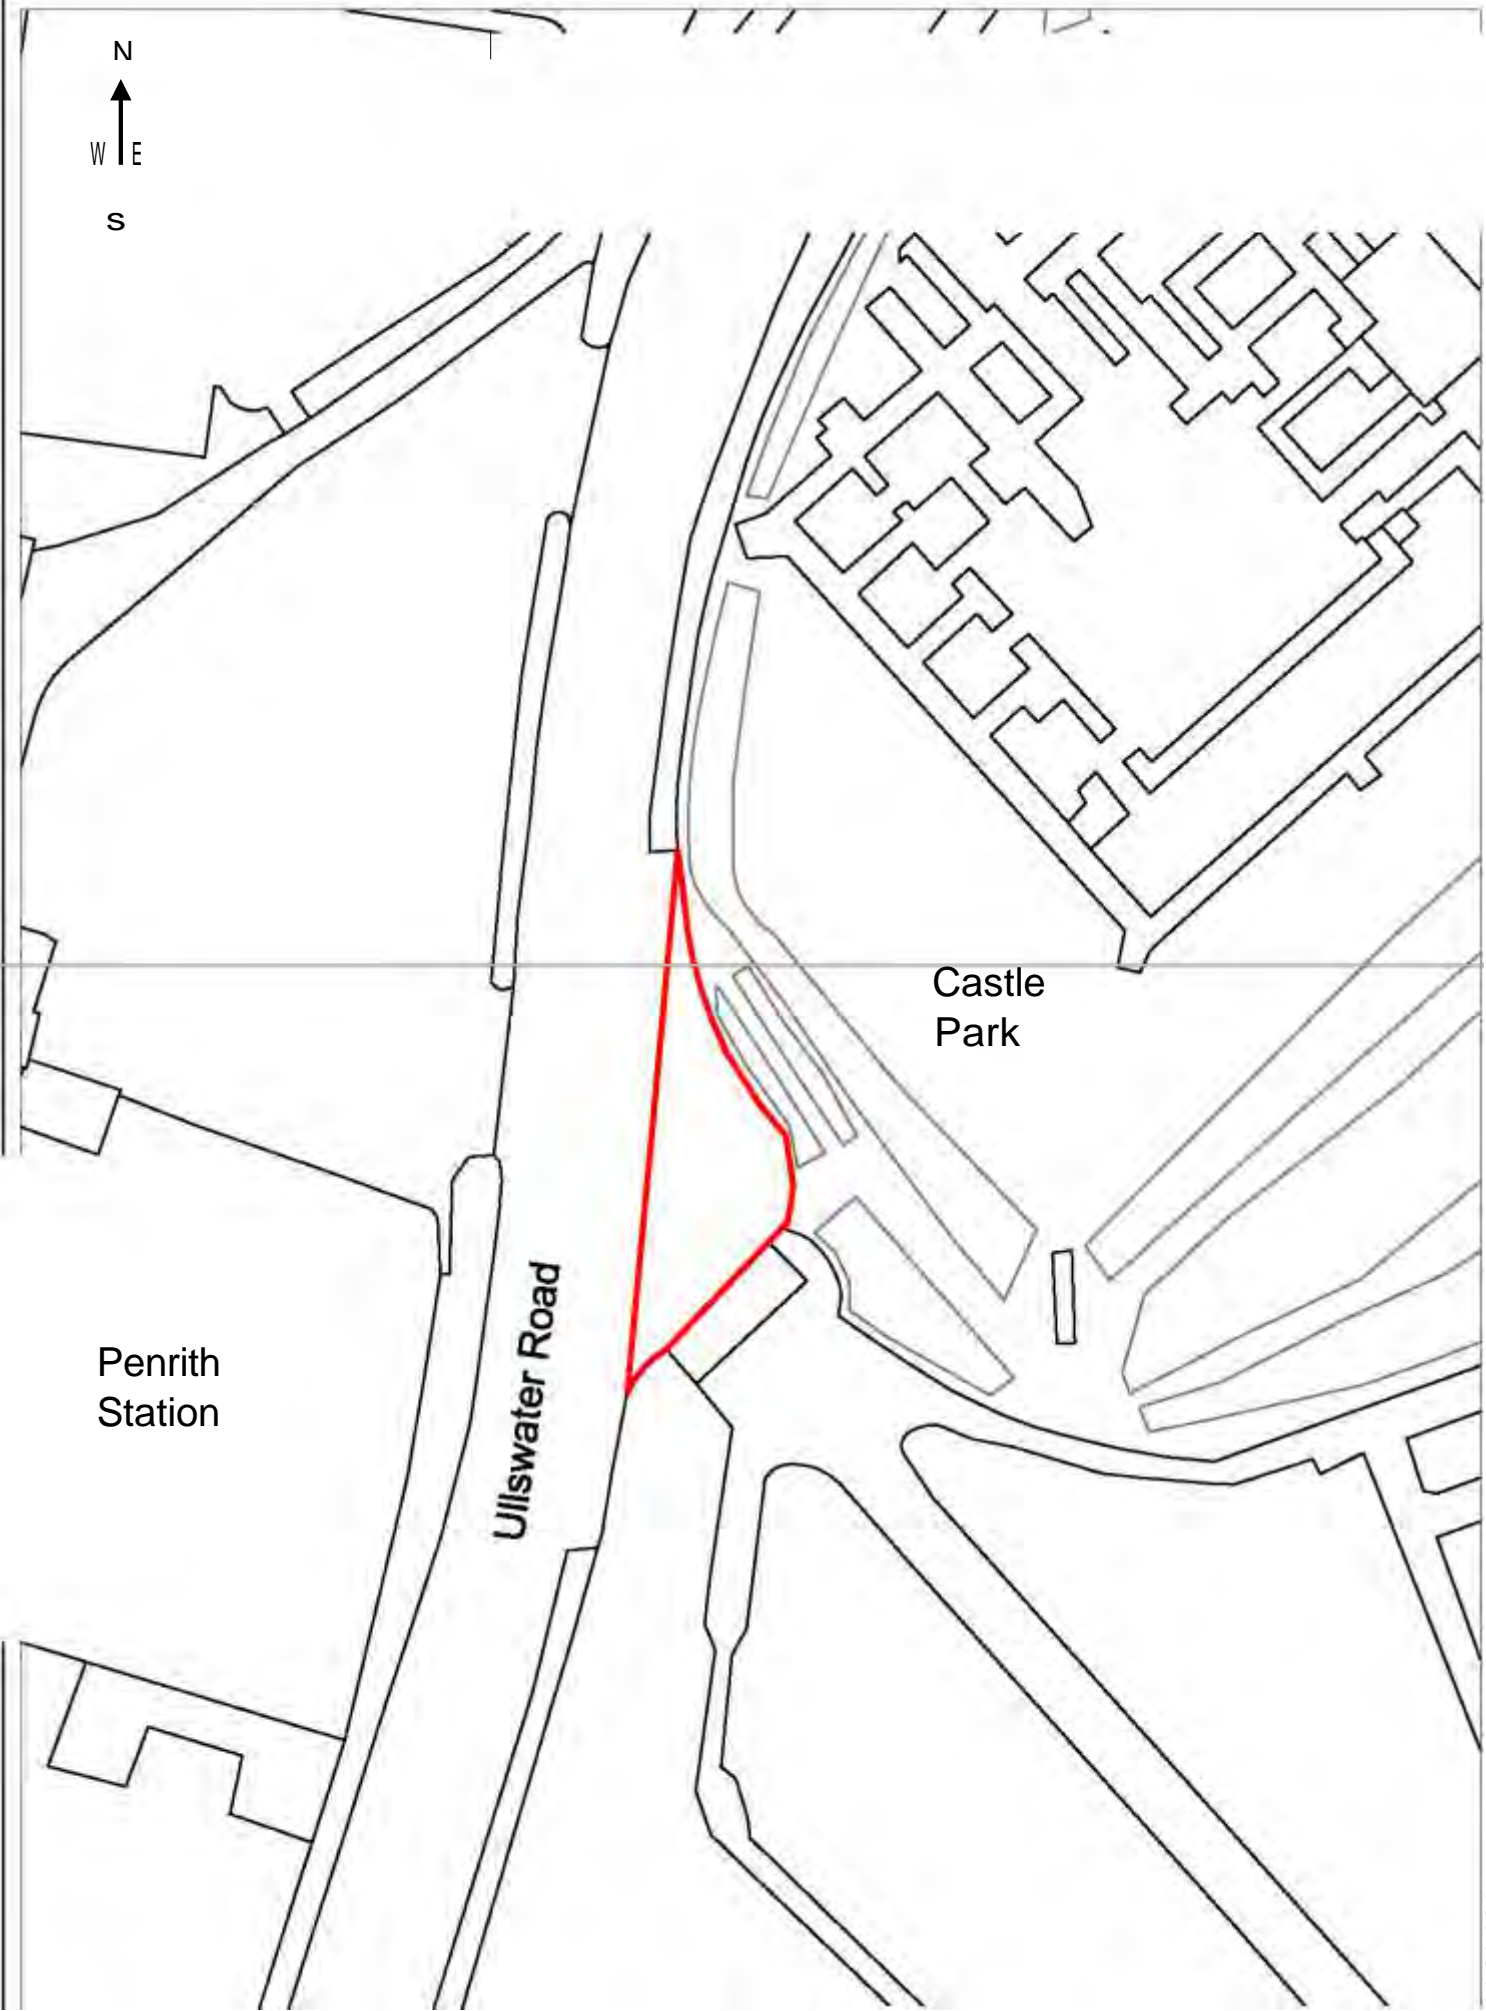 N
W E
S
Castle
Park
Ullswater Road
Penrith
Station